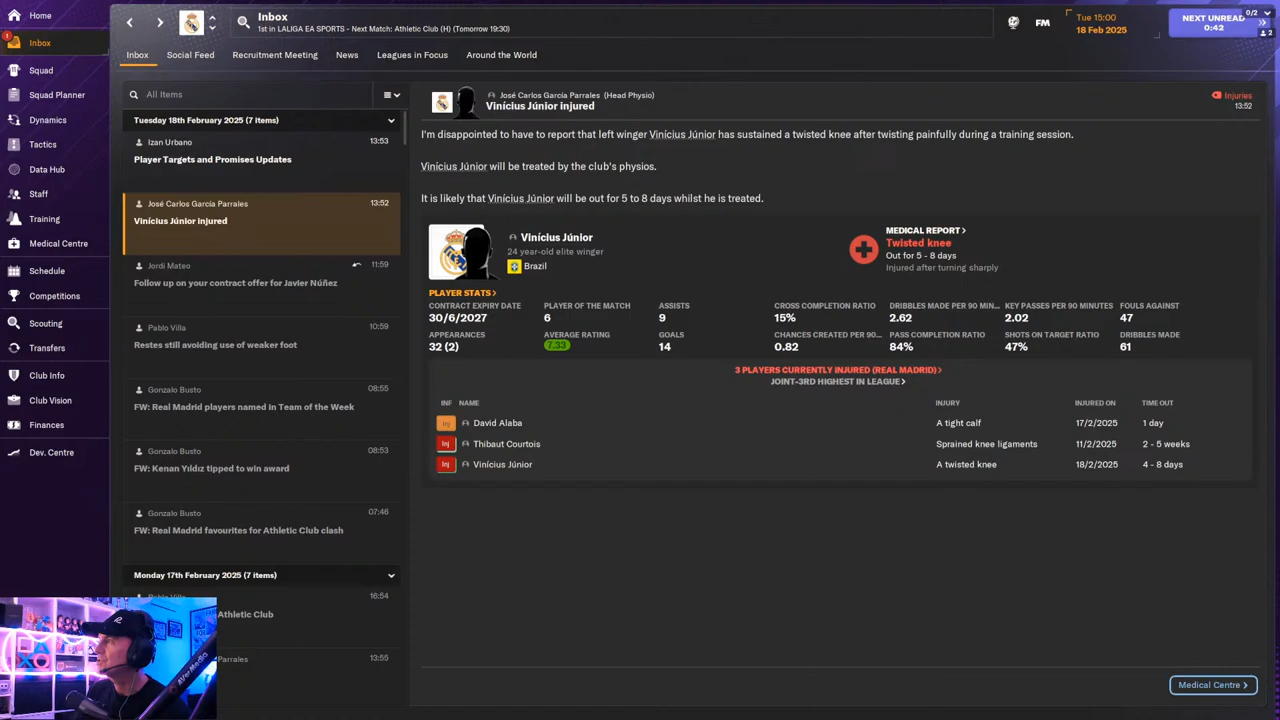 Home
Inbox
Squad
Squad Planner
Dynamics
Tactics
Data Hub
Staff
Training
Medical Centre
Schedule
Competitions
Scouting
Transfers
Club Info
Club Vision
Finances
Dev. Centre
Inbox
1st in LALIGA EA SPORTS - Next Match: Athletic Club (H) (Tomorrow 19:30)
FM
Tue 15:00
18 Feb 2025
NEXT UNREAD
0:42
0/2
2
Inbox Social Feed Recruitment Meeting News Leagues in Focus Around the World
All Items
Tuesday 18th February 2025 (7 items)
Izan Urbano 13:53
Player Targets and Promises Updates
José Carlos García Parrales 13:52
Vinícius Júnior injured
Jordi Mateo 11:59
Follow up on your contract offer for Javier Núñez
Pablo Villa 10:59
Restes still avoiding use of weaker foot
Gonzalo Busto 08:55
FW: Real Madrid players named in Team of the Week
Gonzalo Busto 08:53
FW: Kenan Yıldız tipped to win award
Gonzalo Busto 07:46
FW: Real Madrid favourites for Athletic Club clash
Monday 17th February 2025 (7 items)
16:54
Athletic Club
Parrales 13:55
José Carlos García Parrales (Head Physio)
Vinícius Júnior injured
Injuries
13:52
I'm disappointed to have to report that left winger Vinícius Júnior has sustained a twisted knee after twisting painfully during a training session.
Vinícius Júnior will be treated by the club's physios.
It is likely that Vinícius Júnior will be out for 5 to 8 days whilst he is treated.
Vinícius Júnior
24 year-old elite winger
Brazil
MEDICAL REPORT
Twisted knee
Out for 5 - 8 days
Injured after turning sharply
PLAYER STATS
CONTRACT EXPIRY DATE PLAYER OF THE MATCH ASSISTS CROSS COMPLETION RATIO DRIBBLES MADE PER 90 MIN... KEY PASSES PER 90 MINUTES FOULS AGAINST
30/6/2027 6 9 15% 2.62 2.02 47
APPEARANCES AVERAGE RATING GOALS CHANCES CREATED PER 90... PASS COMPLETION RATIO SHOTS ON TARGET RATIO DRIBBLES MADE
32 (2) 7.33 14 0.82 84% 47% 61
3 PLAYERS CURRENTLY INJURED (REAL MADRID)
JOINT-3RD HIGHEST IN LEAGUE
INF NAME INJURY INJURED ON TIME OUT
Inj David Alaba A tight calf 17/2/2025 1 day
Inj Thibaut Courtois Sprained knee ligaments 11/2/2025 2 - 5 weeks
Inj Vinícius Júnior A twisted knee 18/2/2025 4 - 8 days
Medical Centre
AVerMedia